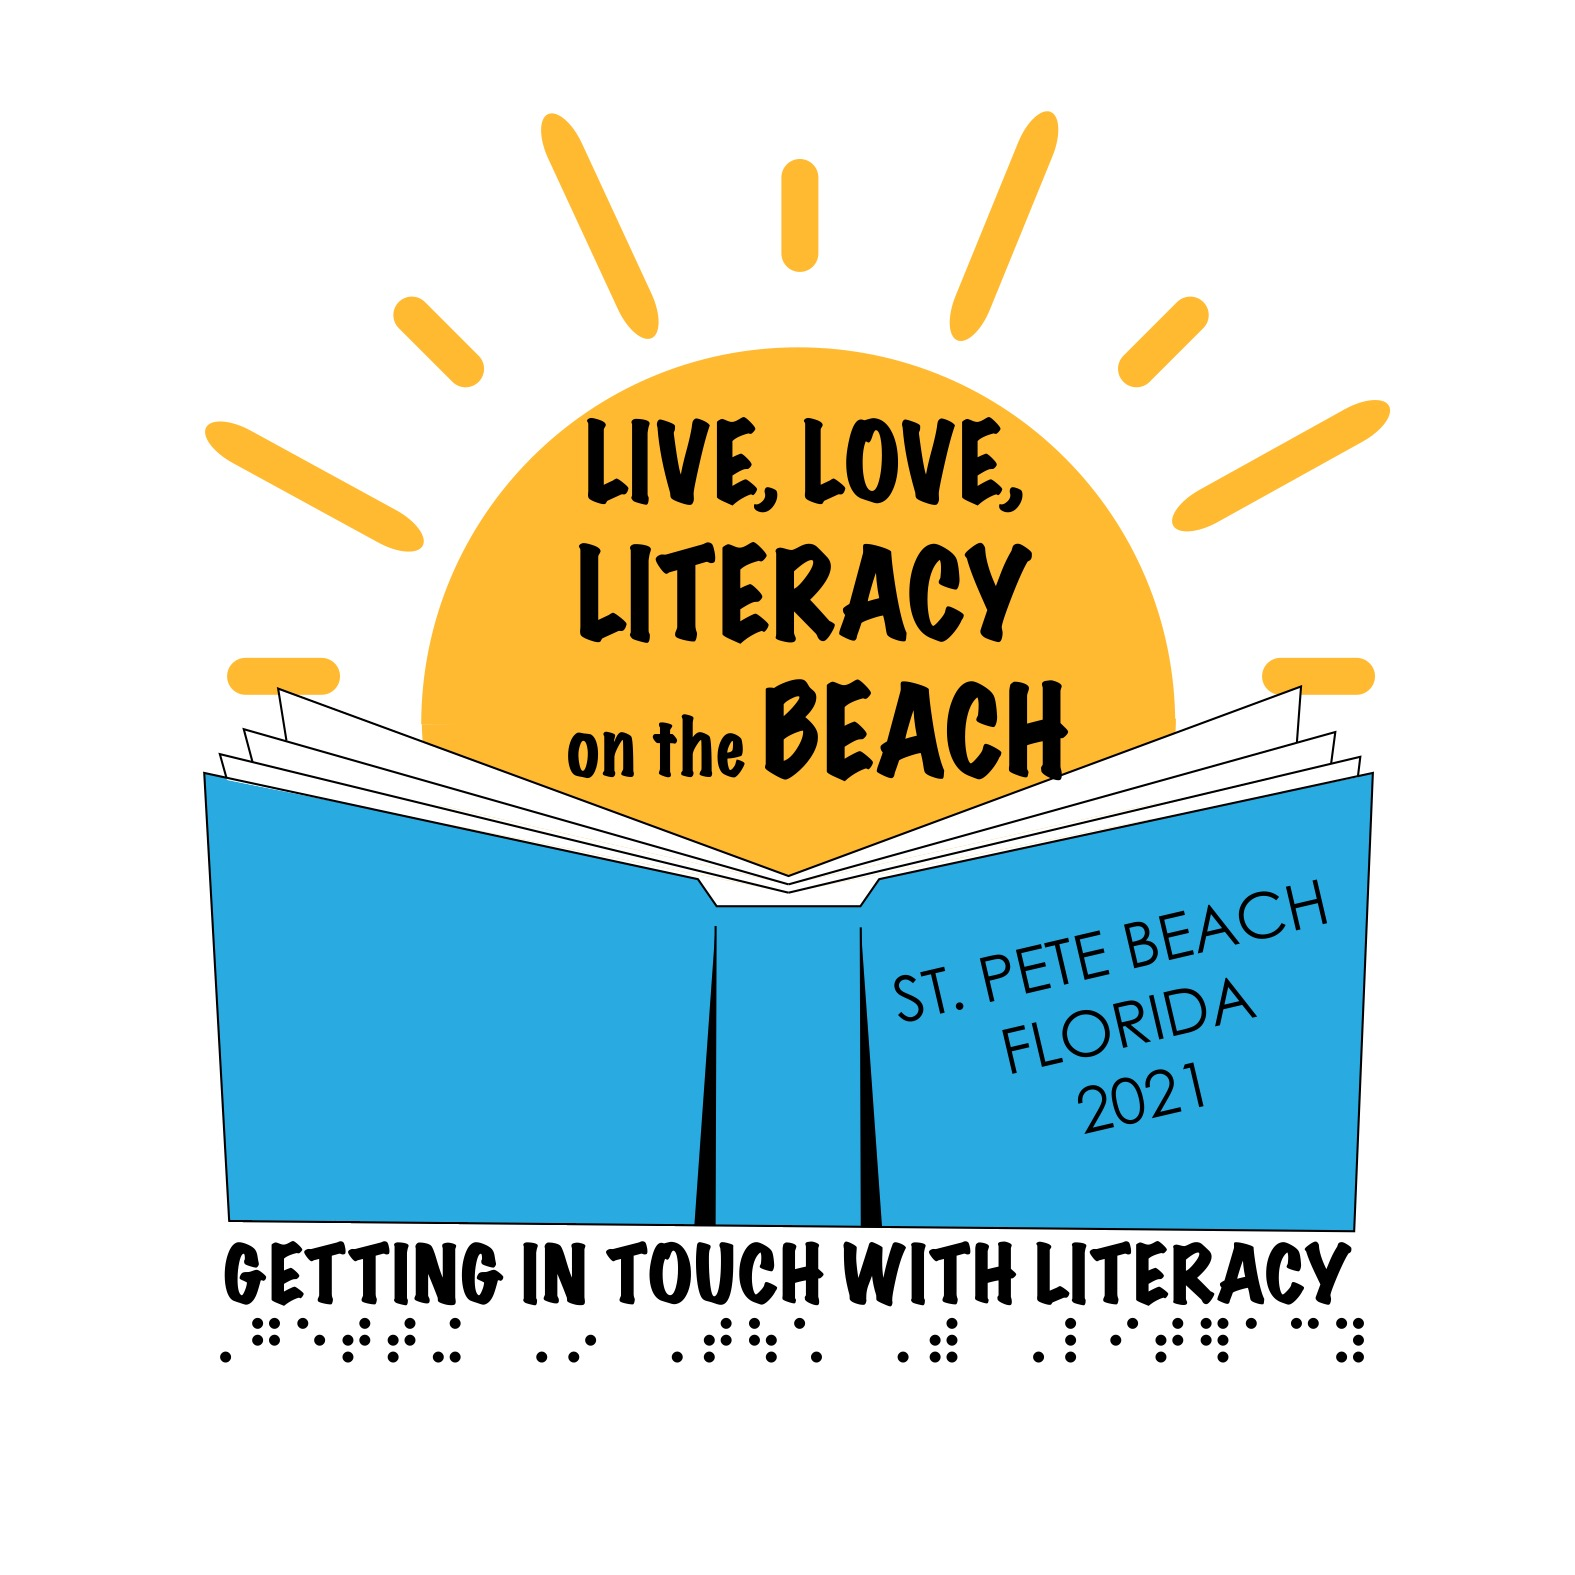 LIVE, LOVE,
LITERACY
on the BEACH
ST. PETE BEACH
FLORIDA
2021
GETTING IN TOUCH WITH LITERACY
⠠⠛⠑⠞⠞⠬ ⠠⠔ ⠠⠞⠳⠡ ⠠⠾ ⠠⠇⠊⠞⠻⠁⠉⠽